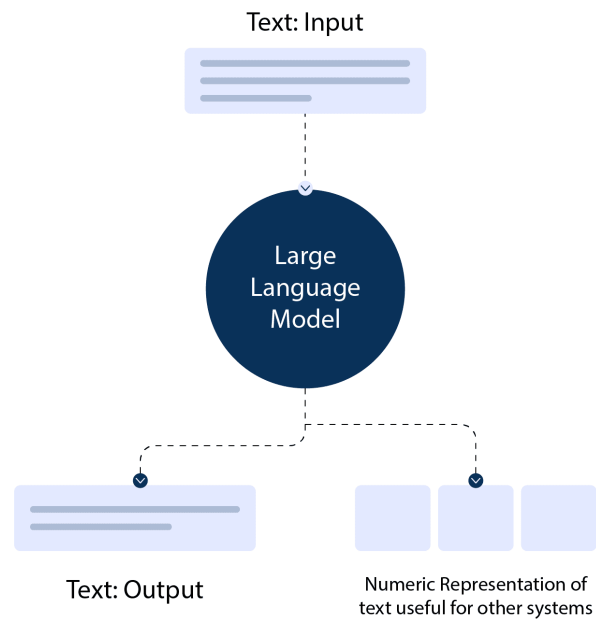 Text: Input
Large
Language
Model
Text: Output
Numeric Representation of
text useful for other systems